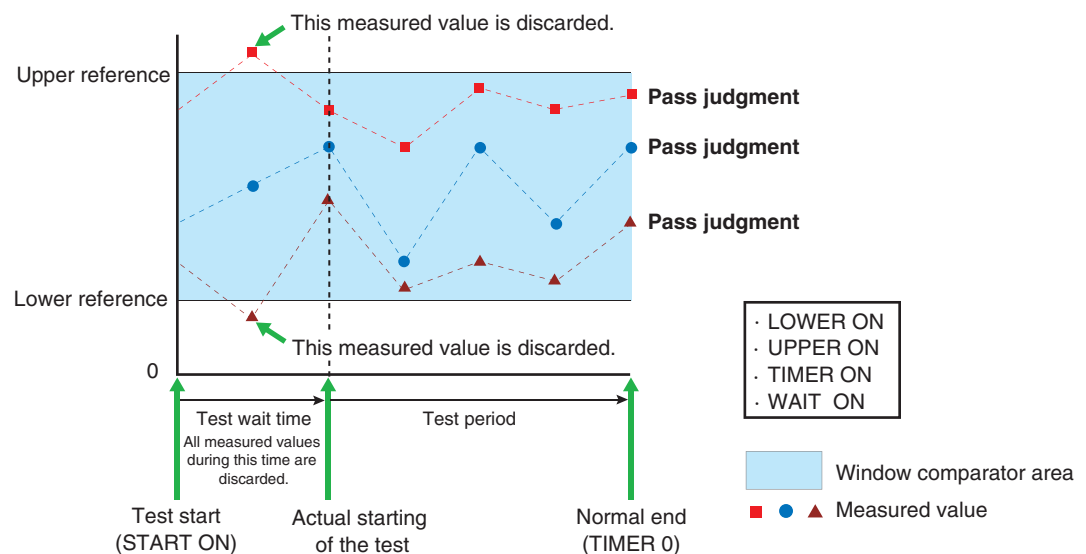 This measured value is discarded.
Upper reference
Pass judgment
Pass judgment
Pass judgment
Lower reference
This measured value is discarded.
0
Test wait time
All measured values
during this time are
discarded.
Test period
Test start
(START ON)
Actual starting
of the test
Normal end
(TIMER 0)
· LOWER ON
· UPPER ON
· TIMER ON
· WAIT ON
Window comparator area
Measured value